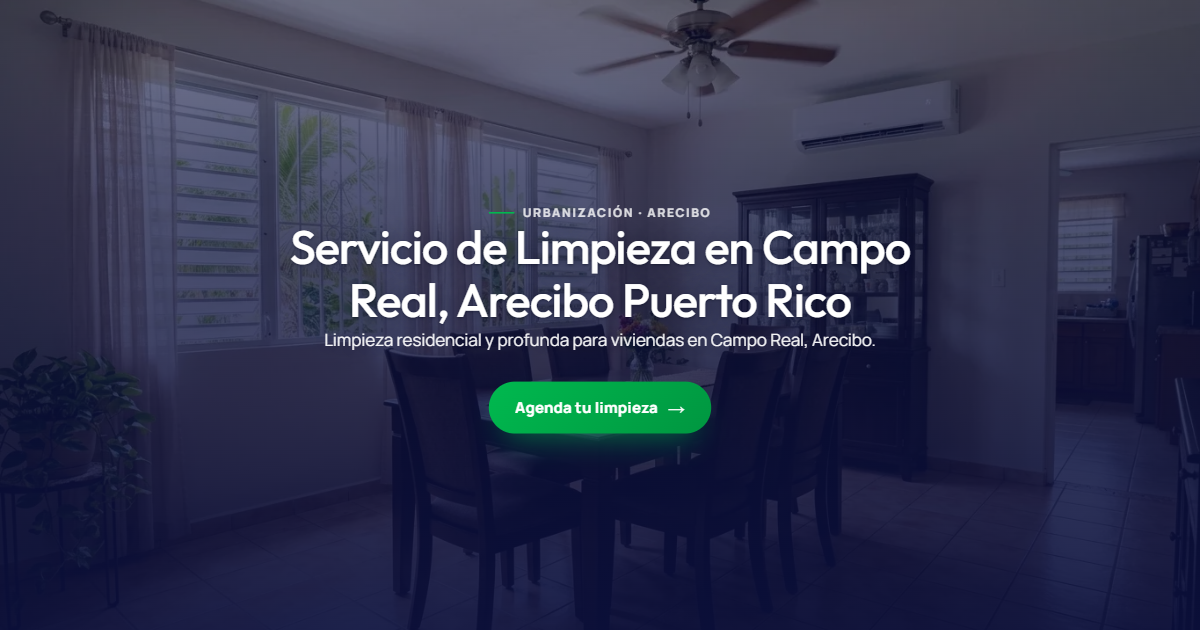 URBANIZACIÓN · ARECIBO
Servicio de Limpieza en Campo
Real, Arecibo Puerto Rico
Limpieza residencial y profunda para viviendas en Campo Real, Arecibo.
Agenda tu limpieza →